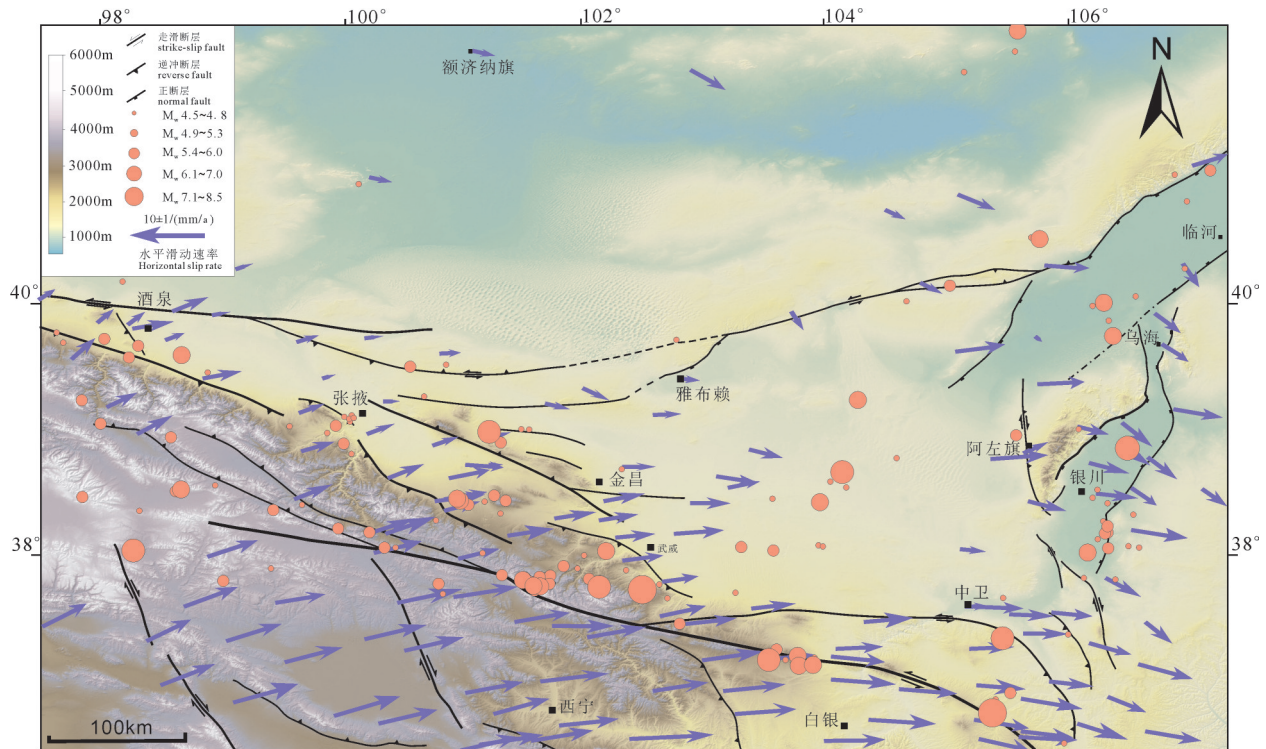 98° 100° 102° 104° 106°
6000m
5000m
4000m
3000m
2000m
1000m
走滑断层
strike-slip fault
逆冲断层
reverse fault
正断层
normal fault
Mw 4.5~4.8
Mw 4.9~5.3
Mw 5.4~6.0
Mw 6.1~7.0
Mw 7.1~8.5
10±1/(mm/a)
水平滑动速率
Horizontal slip rate
额济纳旗
N
临河
40° 40°
酒泉
乌海
雅布赖
张掖
阿左旗
金昌
银川
38° 38°
武威
中卫
西宁
白银
100km